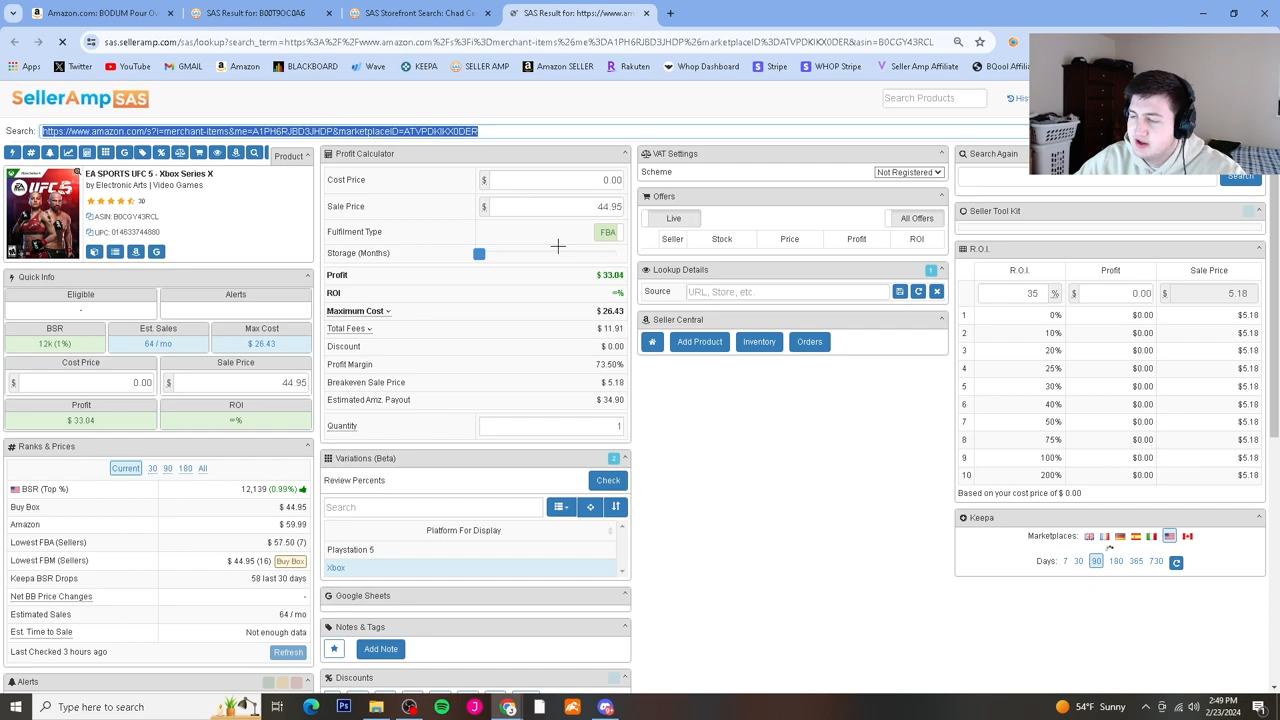 Amazon.com: BODUM Pour Ov
SAS Result for: B00T9OC0A6
SAS Storefront Search: Chad C
SAS Result for: https://www.ama
sas.selleramp.com/sas/lookup?search_term=https%3A%2F%2Fwww.amazon.com%2Fs%3Fi%3Dmerchant-items%26me%3DA1PH6RJBD3JHDP%26marketplaceID%3DATVPDKIKX0DER&asin=B0CGY43RCL
Apps Twitter YouTube GMAIL Amazon BLACKBOARD Wave KEEPA SELLER AMP Amazon SELLER Rakuten Whop Dashboard Stripe WHOP Stripe Seller Amp Affiliate BQool Affiliate
SellerAmp SAS
Search Products
Search: https://www.amazon.com/s?i=merchant-items&me=A1PH6RJBD3JHDP&marketplaceID=ATVPDKIKX0DER
Product
EA SPORTS UFC 5 - Xbox Series X
by Electronic Arts | Video Games
30
ASIN: B0CGY43RCL
UPC: 014633744880
UFC 5
Quick Info
Eligible Alerts
-
BSR Est. Sales Max Cost
12k (1%) 64 / mo $ 26.43
Cost Price Sale Price
$ 0.00 $ 44.95
Profit ROI
$ 33.04 ∞%
Ranks & Prices
Current 30 90 180 All
BSR (Top %) 12,139 (0.99%)
Buy Box $ 44.95
Amazon $ 59.99
Lowest FBA (Sellers) $ 57.50 (7)
Lowest FBM (Sellers) $ 44.95 (16) Buy Box
Keepa BSR Drops 58 last 30 days
Net BB Price Changes -
Estimated Sales 64 / mo
Est. Time to Sale Not enough data
Last Checked 3 hours ago Refresh
Alerts
Profit Calculator
Cost Price $ 0.00
Sale Price $ 44.95
Fulfilment Type FBA
Storage (Months)
Profit $ 33.04
ROI ∞%
Maximum Cost $ 26.43
Total Fees $ 11.91
Discount $ 0.00
Profit Margin 73.50%
Breakeven Sale Price $ 5.18
Estimated Amz. Payout $ 34.90
Quantity 1
Variations (Beta) 2
Review Percents Check
Search
Platform For Display
Playstation 5
Xbox
Google Sheets
Notes & Tags
Add Note
Discounts
VAT Settings
Scheme Not Registered
Offers
Live All Offers
Seller Stock Price Profit ROI
Lookup Details 1
Source URL, Store, etc.
Seller Central
Add Product Inventory Orders
Search Again
Search
Seller Tool Kit
R.O.I.
R.O.I. Profit Sale Price
35 % $ 0.00 $ 5.18
1 0% $0.00 $5.18
2 10% $0.00 $5.18
3 20% $0.00 $5.18
4 25% $0.00 $5.18
5 30% $0.00 $5.18
6 40% $0.00 $5.18
7 50% $0.00 $5.18
8 75% $0.00 $5.18
9 100% $0.00 $5.18
10 200% $0.00 $5.18
Based on your cost price of $ 0.00
Keepa
Marketplaces:
Days: 7 30 90 180 365 730
Type here to search
54°F Sunny
2:49 PM
2/23/2024